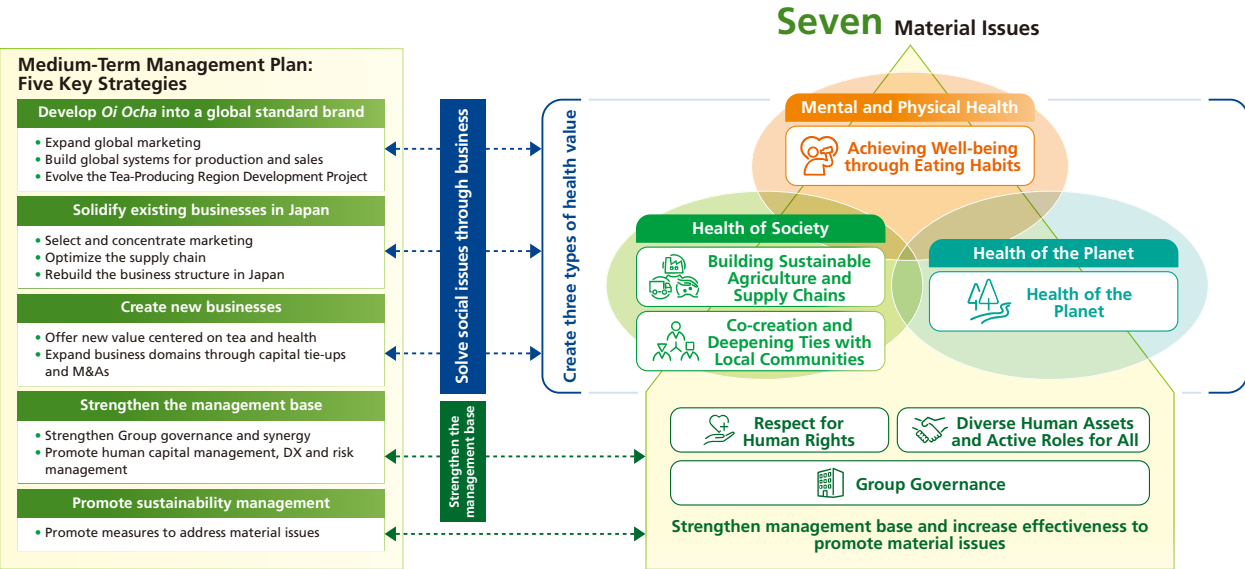 Seven Material Issues
Medium-Term Management Plan:
Five Key Strategies
Develop Oi Ocha into a global standard brand
• Expand global marketing
• Build global systems for production and sales
• Evolve the Tea-Producing Region Development Project
Solidify existing businesses in Japan
• Select and concentrate marketing
• Optimize the supply chain
• Rebuild the business structure in Japan
Create new businesses
• Offer new value centered on tea and health
• Expand business domains through capital tie-ups
and M&As
Strengthen the management base
• Strengthen Group governance and synergy
• Promote human capital management, DX and risk
management
Promote sustainability management
• Promote measures to address material issues
Solve social issues through business
Strengthen the
management base
Create three types of health value
Mental and Physical Health
Achieving Well-being
through Eating Habits
Health of Society
Building Sustainable
Agriculture and
Supply Chains
Co-creation and
Deepening Ties with
Local Communities
Health of the Planet
Health of the
Planet
Respect for
Human Rights
Diverse Human Assets
and Active Roles for All
Group Governance
Strengthen management base and increase effectiveness to
promote material issues